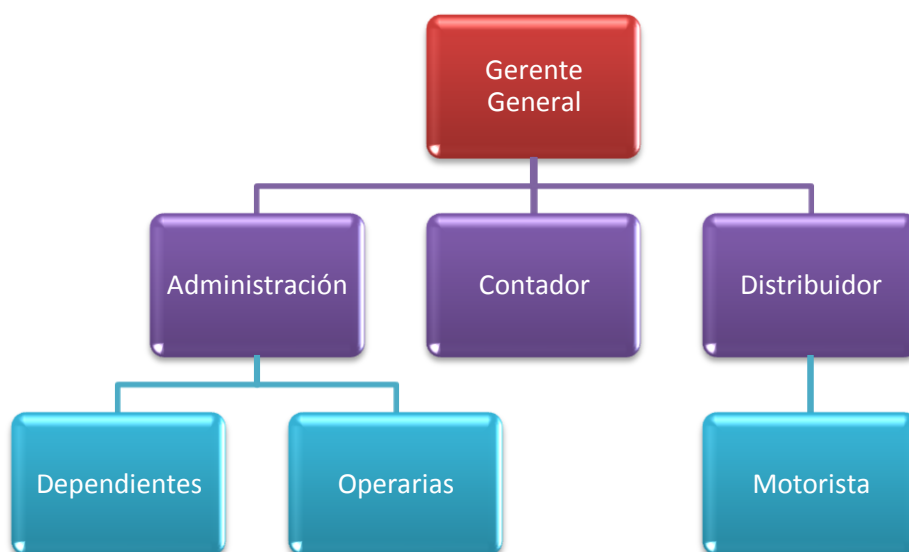 Gerente
General
Administración
Contador
Distribuidor
Dependientes
Operarias
Motorista